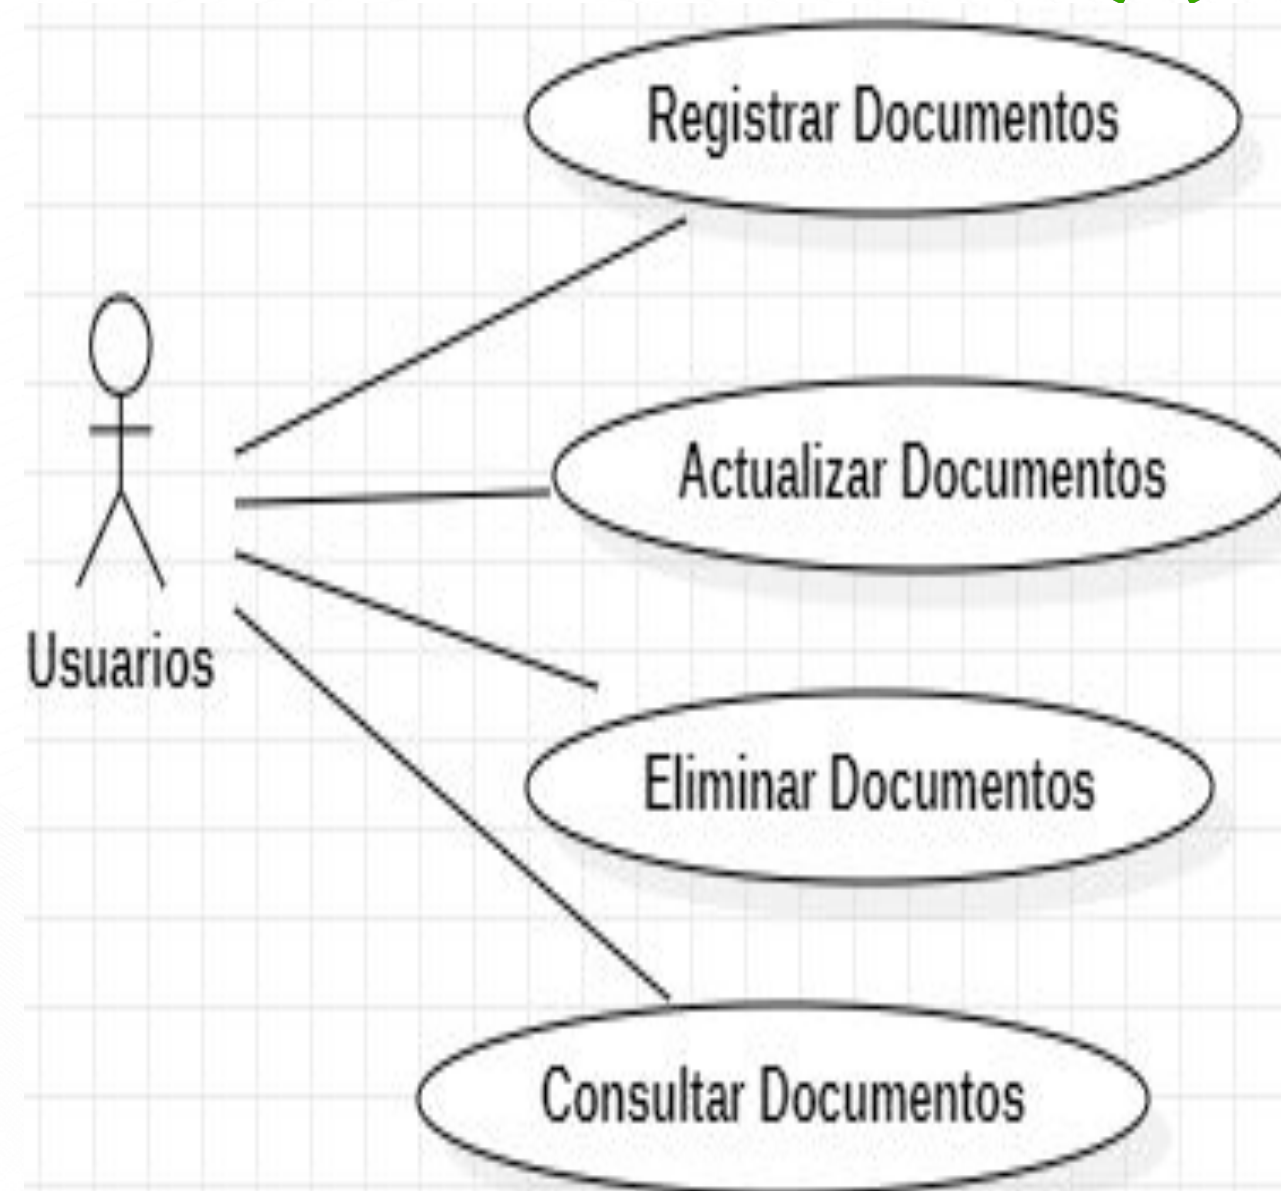 Registrar Documentos
Actualizar Documentos
Usuarios
Eliminar Documentos
Consultar Documentos